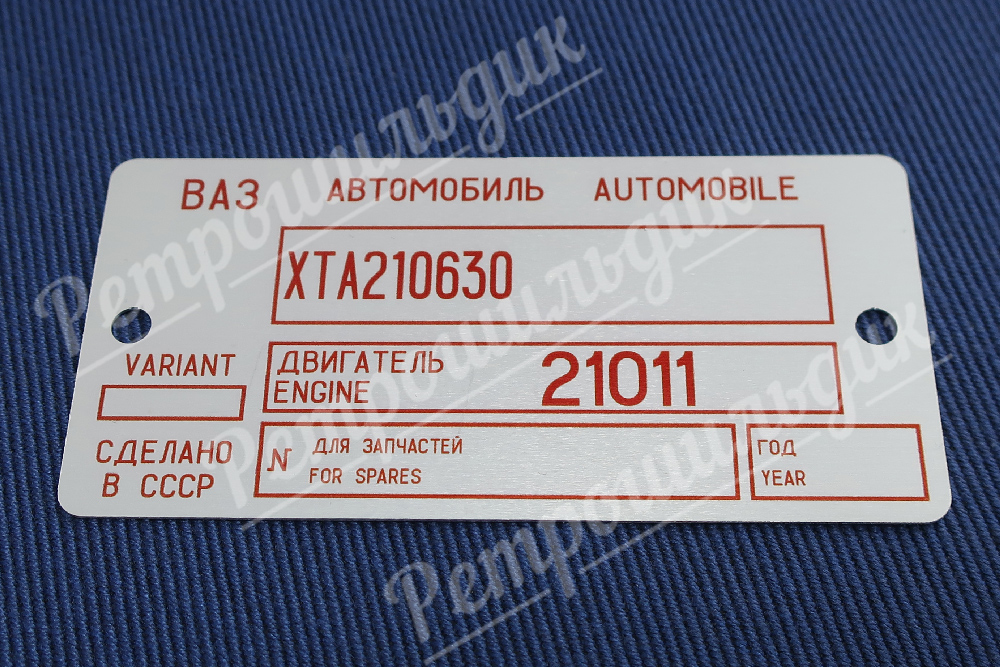 ВАЗ АВТОМОБИЛЬ AUTOMOBILE
XTA210630
VARIANT
ДВИГАТЕЛЬ 21011
ENGINE
СДЕЛАНО
В СССР
N ДЛЯ ЗАПЧАСТЕЙ
FOR SPARES
ГОД
YEAR
Ретрошильдик
Ретрошильдик
Ретрошильдик